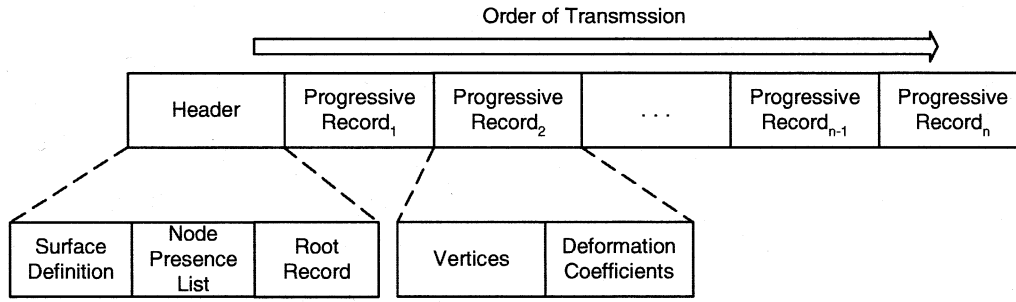 Order of Transmssion
Header
Progressive
Record1
Progressive
Record2
. . .
Progressive
Recordn-1
Progressive
Recordn
Surface
Definition
Node
Presence
List
Root
Record
Vertices
Deformation
Coefficients